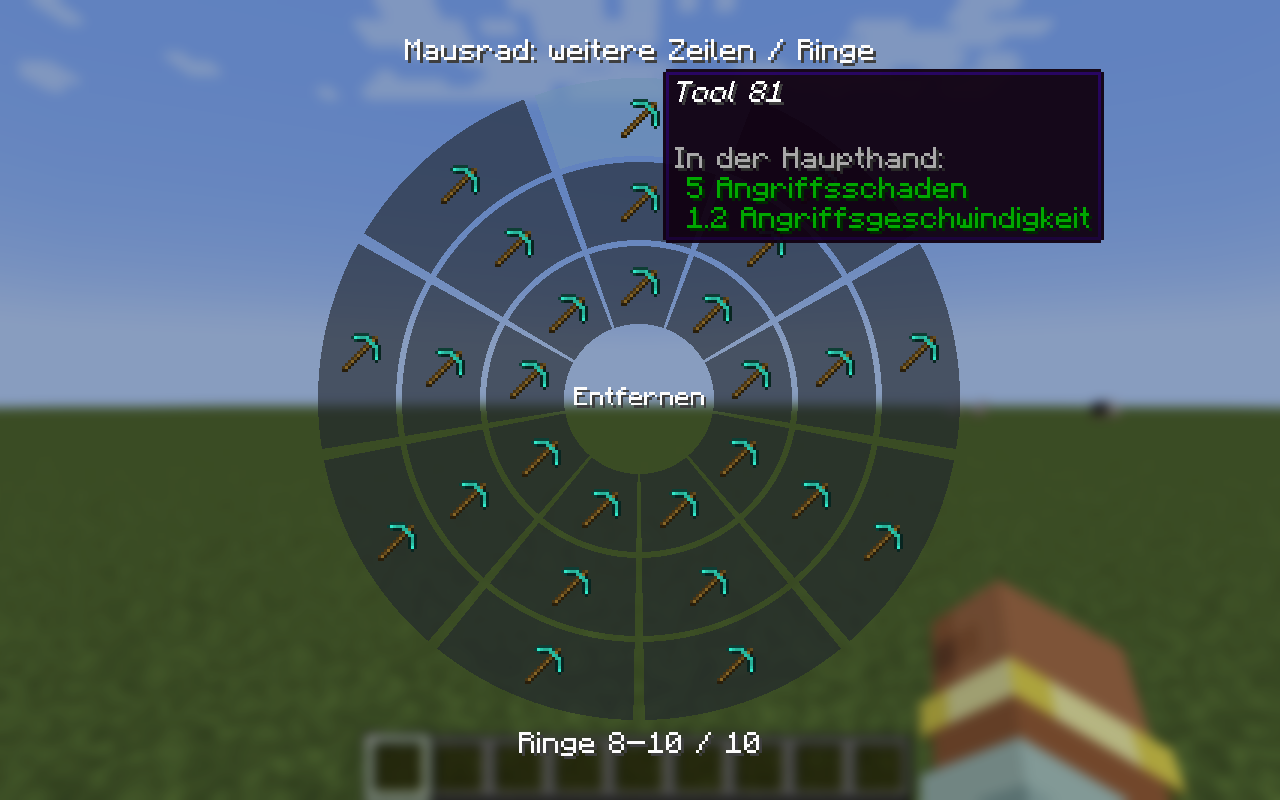 Mausrad: weitere Zeilen / Ringe
Tool 81
In der Haupthand:
5 Angriffsschaden
1.2 Angriffsgeschwindigkeit
Entfernen
Ringe 8–10 / 10